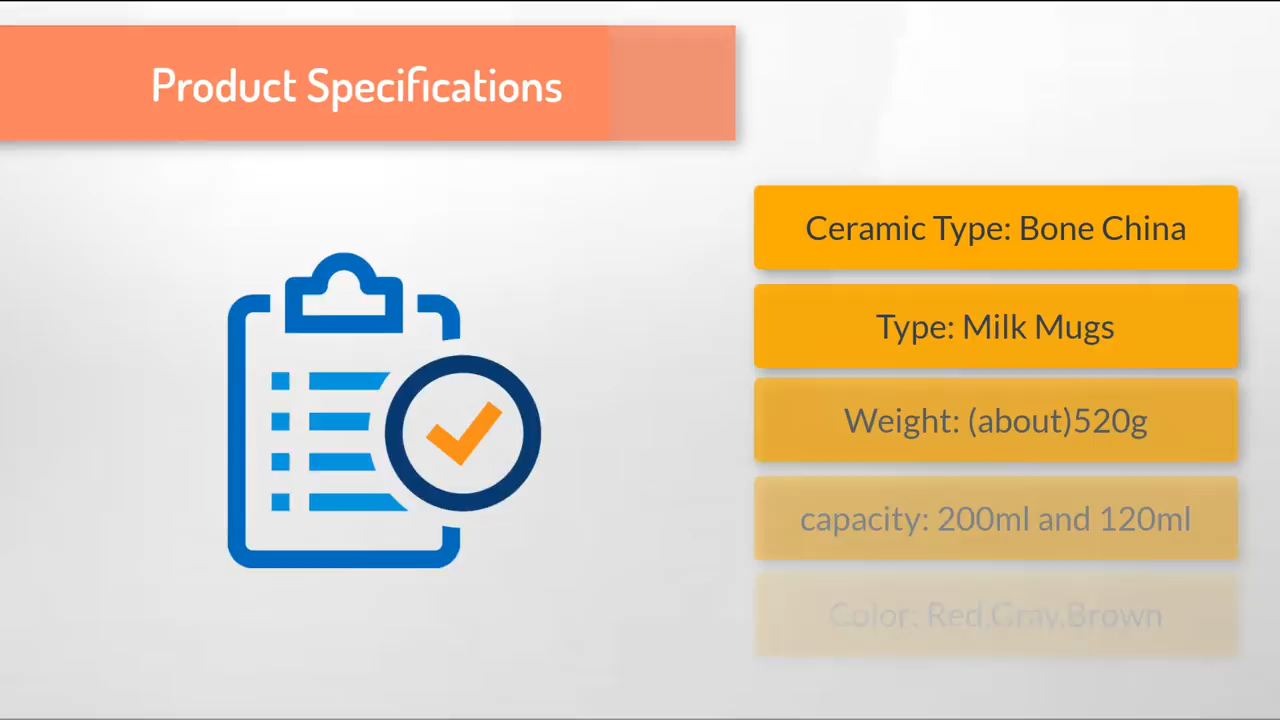 Product Specifications
Ceramic Type: Bone China
Type: Milk Mugs
Weight: (about)520g
capacity: 200ml and 120ml
Color: Red,Gray,Brown